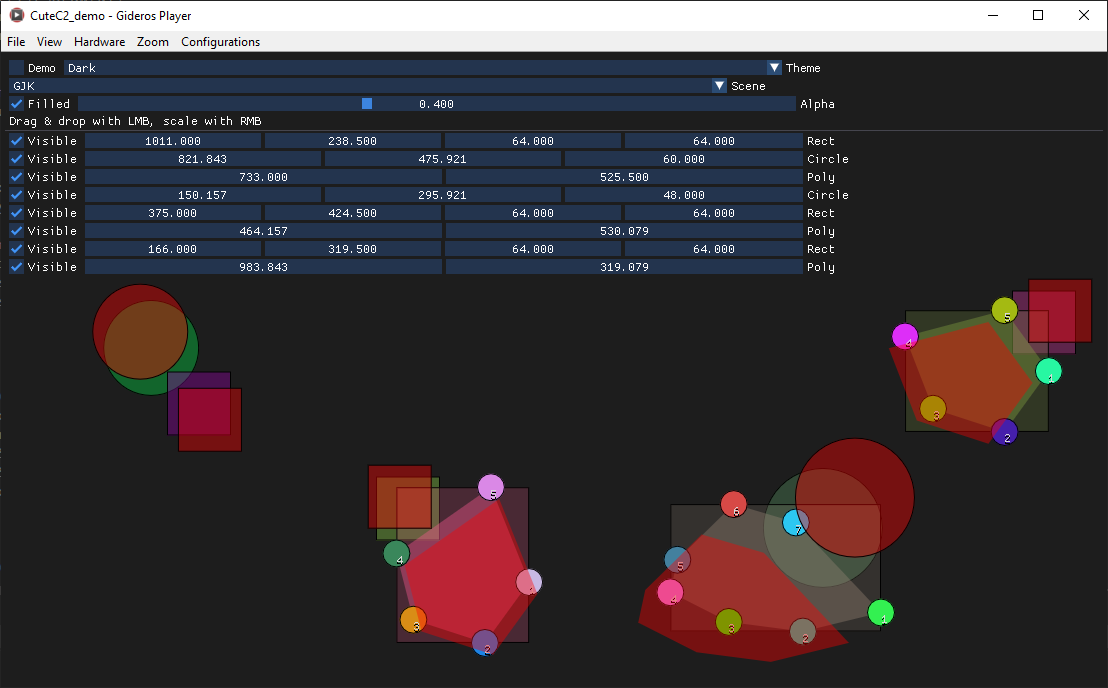 CuteC2_demo - Gideros Player
File View Hardware Zoom Configurations
Demo Dark Theme
GJK Scene
Filled 0.400 Alpha
Drag & drop with LMB, scale with RMB
Visible 1011.000 238.500 64.000 64.000 Rect
Visible 821.843 475.921 60.000 Circle
Visible 733.000 525.500 Poly
Visible 150.157 295.921 48.000 Circle
Visible 375.000 424.500 64.000 64.000 Rect
Visible 464.157 530.079 Poly
Visible 166.000 319.500 64.000 64.000 Rect
Visible 983.843 319.079 Poly
5
4
1
3
2
5
4
1
3
2
6
7
5
4
1
3
2